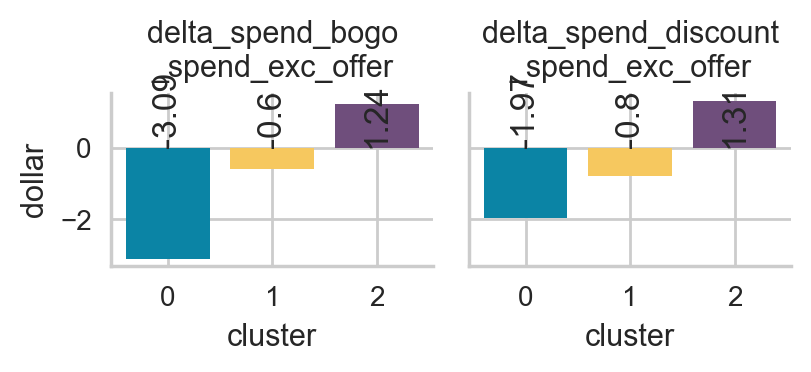 delta_spend_bogo
spend_exc_offer
delta_spend_discount
spend_exc_offer
-3.09
-0.6
1.24
-1.97
-0.8
1.31
0
−2
dollar
0 1 2
0 1 2
cluster
cluster